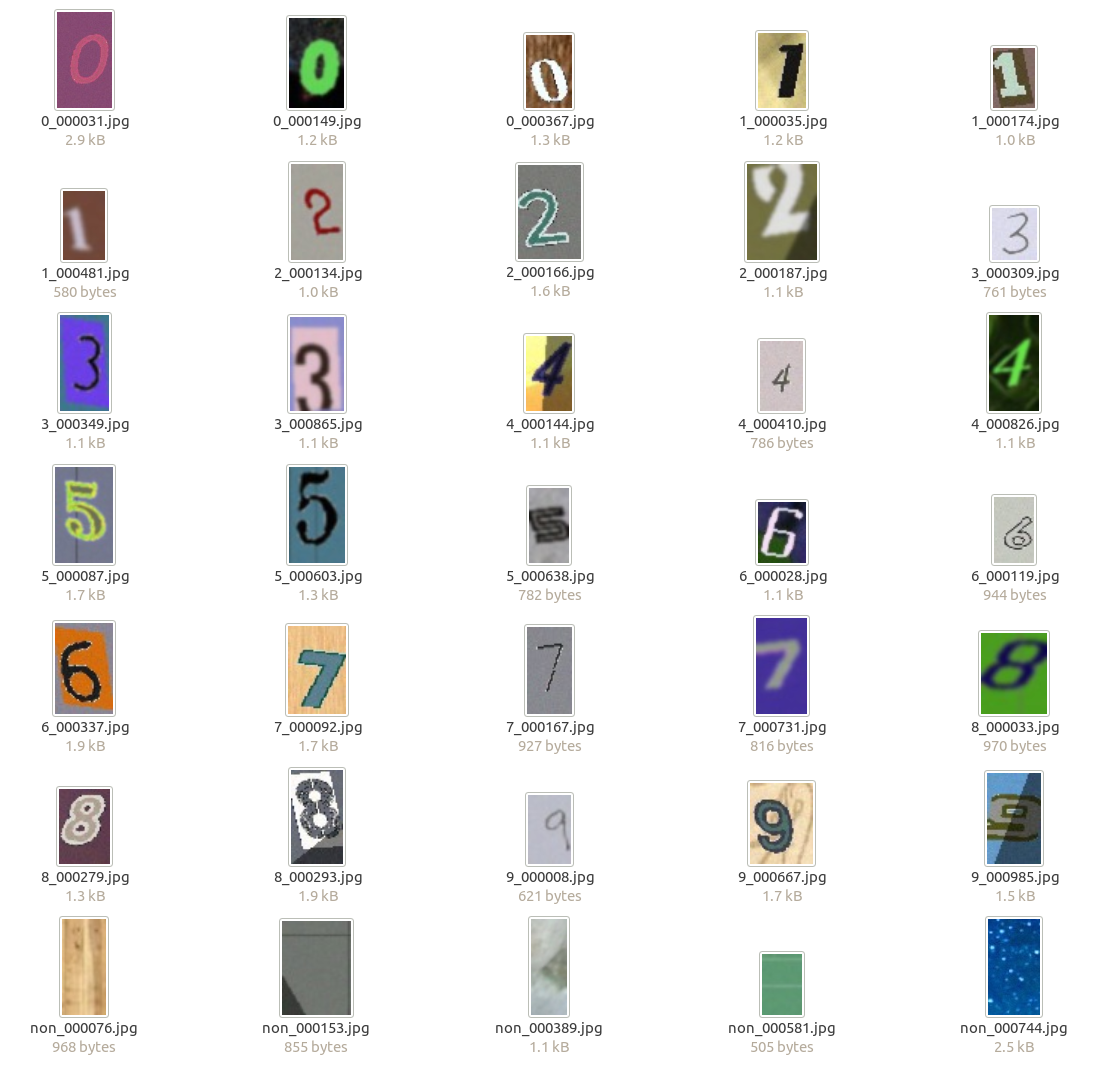 0 0 0 1 1
0_000031.jpg 0_000149.jpg 0_000367.jpg 1_000035.jpg 1_000174.jpg
2.9 kB 1.2 kB 1.3 kB 1.2 kB 1.0 kB
1 2 2 2 3
1_000481.jpg 2_000134.jpg 2_000166.jpg 2_000187.jpg 3_000309.jpg
580 bytes 1.0 kB 1.6 kB 1.1 kB 761 bytes
3 3 4 4 4
3_000349.jpg 3_000865.jpg 4_000144.jpg 4_000410.jpg 4_000826.jpg
1.1 kB 1.1 kB 1.1 kB 786 bytes 1.1 kB
5 5 5 6 6
5_000087.jpg 5_000603.jpg 5_000638.jpg 6_000028.jpg 6_000119.jpg
1.7 kB 1.3 kB 782 bytes 1.1 kB 944 bytes
6 7 7 7 8
6_000337.jpg 7_000092.jpg 7_000167.jpg 7_000731.jpg 8_000033.jpg
1.9 kB 1.7 kB 927 bytes 816 bytes 970 bytes
8 8 9 9 9
8_000279.jpg 8_000293.jpg 9_000008.jpg 9_000667.jpg 9_000985.jpg
1.3 kB 1.9 kB 621 bytes 1.7 kB 1.5 kB
non_000076.jpg non_000153.jpg non_000389.jpg non_000581.jpg non_000744.jpg
968 bytes 855 bytes 1.1 kB 505 bytes 2.5 kB